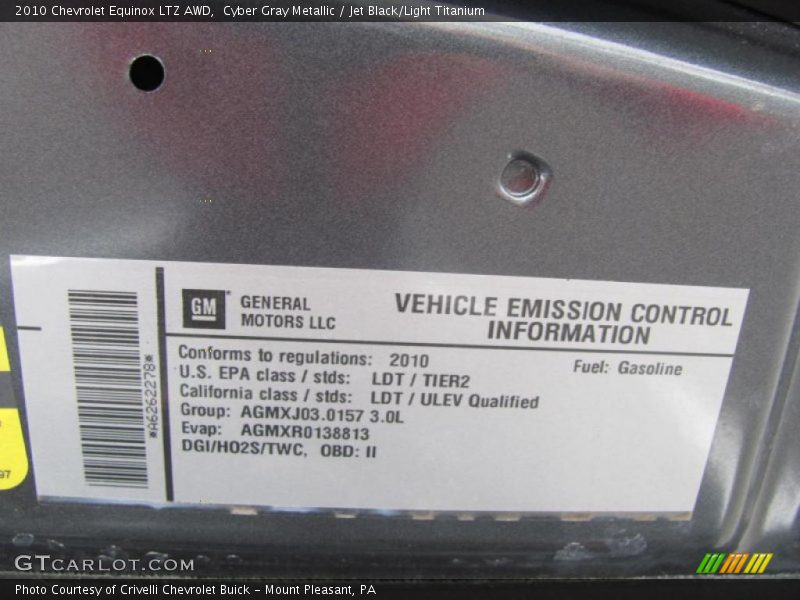 2010 Chevrolet Equinox LTZ AWD,  Cyber Gray Metallic / Jet Black/Light Titanium
GM GENERAL MOTORS LLC
VEHICLE EMISSION CONTROL
INFORMATION
Conforms to regulations: 2010
Fuel: Gasoline
U.S. EPA class / stds: LDT / TIER2
California class / stds: LDT / ULEV Qualified
Group: AGMXJ03.0157 3.0L
Evap: AGMXR0138813
DGI/HO2S/TWC, OBD: II
*A6262278*
97
GTCARLOT.COM
Photo Courtesy of Crivelli Chevrolet Buick - Mount Pleasant, PA